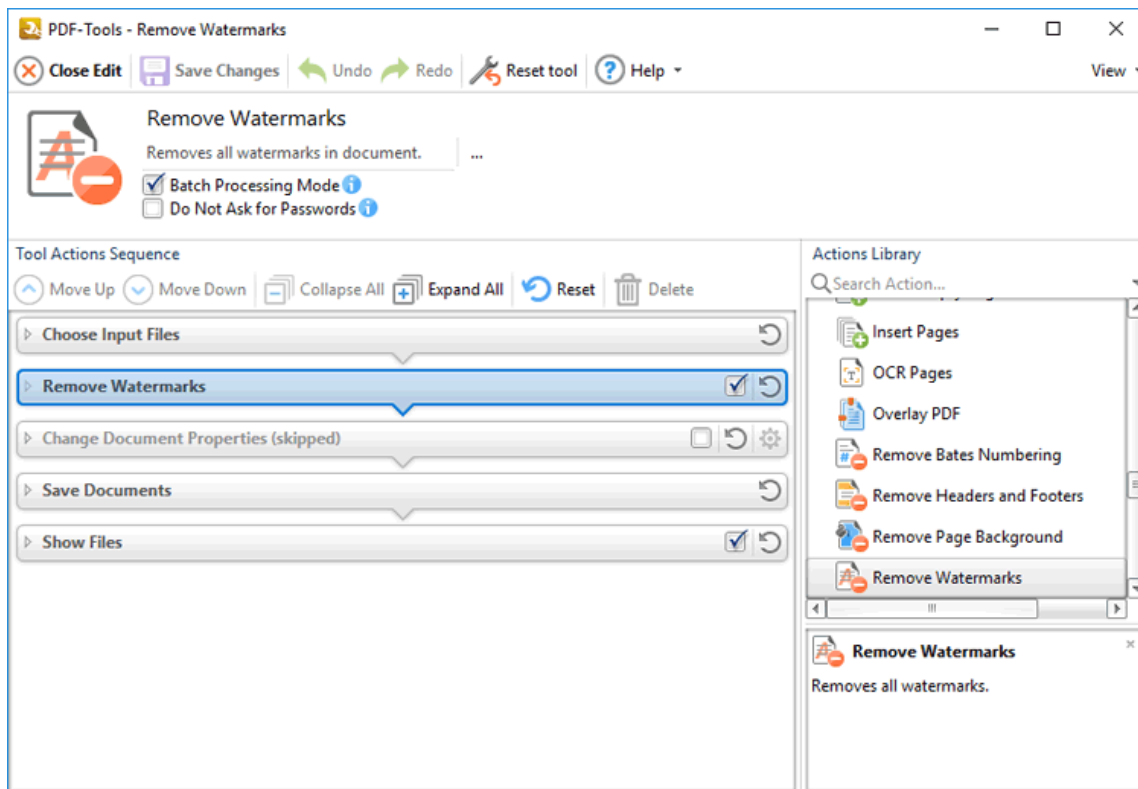 PDF-Tools - Remove Watermarks
Close Edit Save Changes Undo Redo Reset tool Help View
Remove Watermarks
Removes all watermarks in document. ...
Batch Processing Mode
Do Not Ask for Passwords
Tool Actions Sequence
Move Up Move Down Collapse All Expand All Reset Delete
Choose Input Files
Remove Watermarks
Change Document Properties (skipped)
Save Documents
Show Files
Actions Library
Search Action...
Insert Pages
OCR Pages
Overlay PDF
Remove Bates Numbering
Remove Headers and Footers
Remove Page Background
Remove Watermarks
Remove Watermarks
Removes all watermarks.